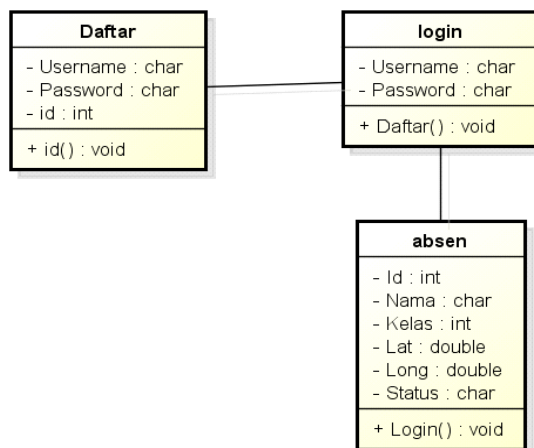 Daftar
- Username : char
- Password : char
- id : int
+ id() : void
login
- Username : char
- Password : char
+ Daftar() : void
absen
- Id : int
- Nama : char
- Kelas : int
- Lat : double
- Long : double
- Status : char
+ Login() : void